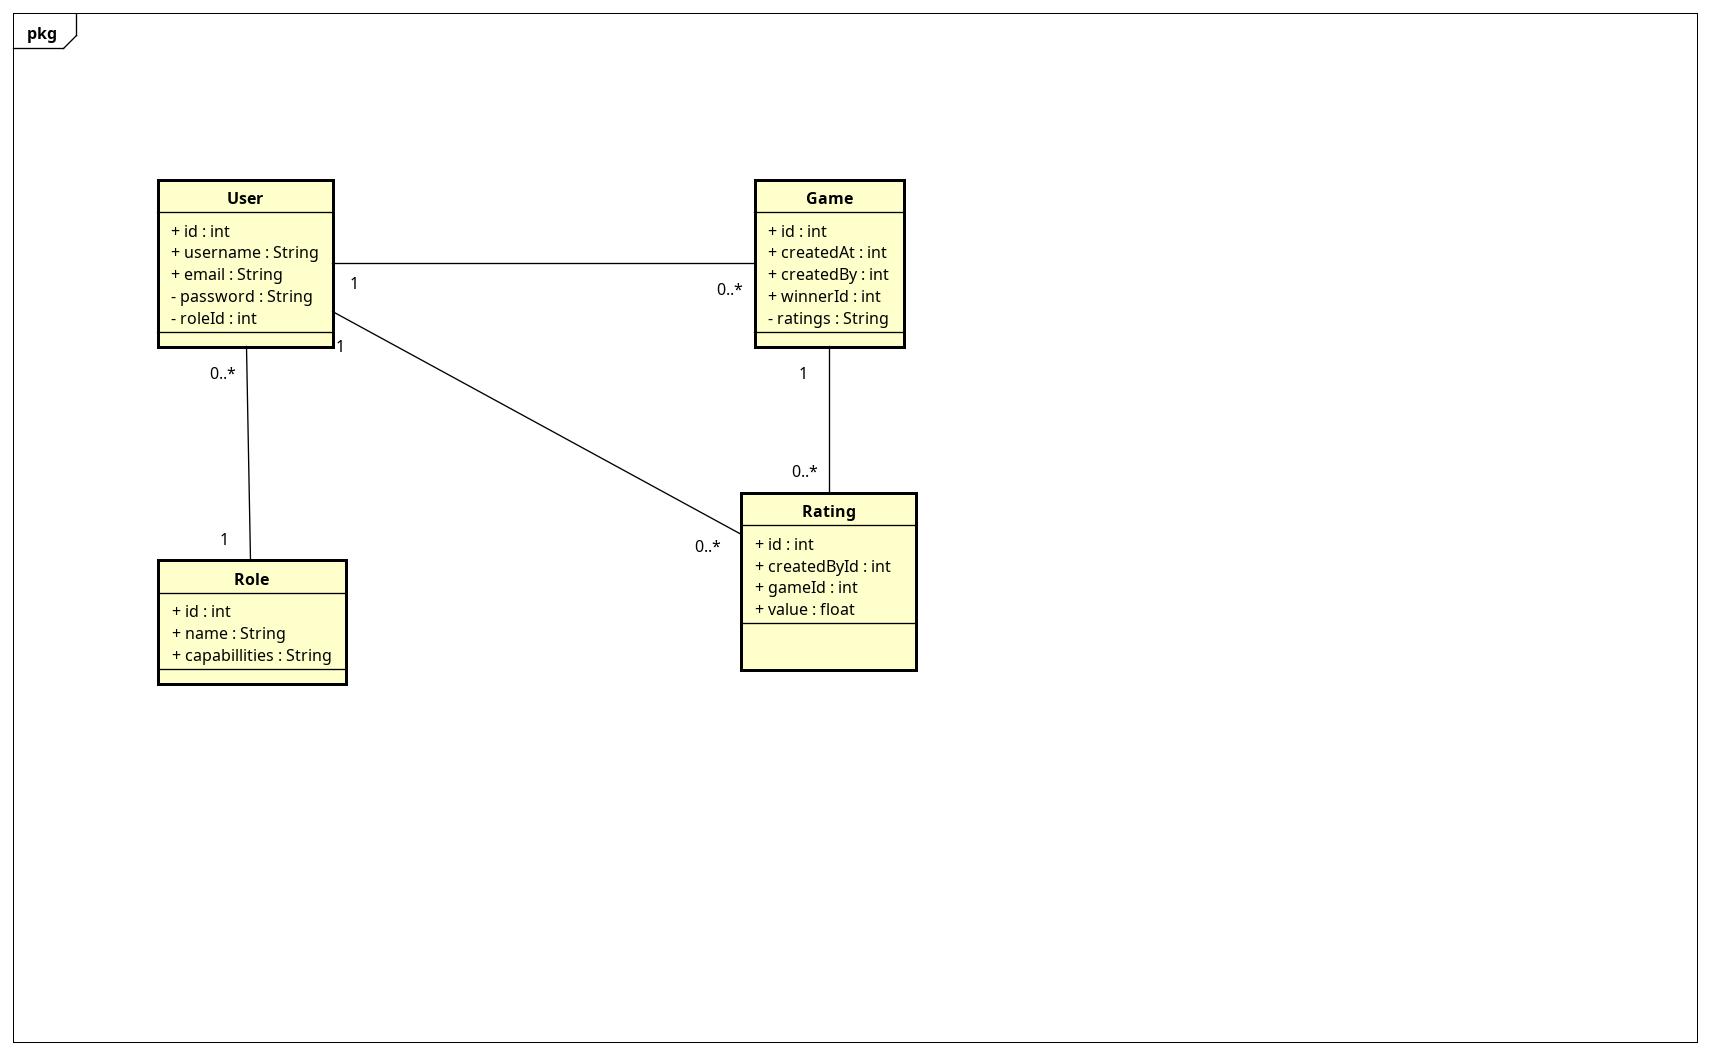 pkg
User
+ id : int
+ username : String
+ email : String
- password : String
- roleId : int
Game
+ id : int
+ createdAt : int
+ createdBy : int
+ winnerId : int
- ratings : String
1
0..*
1
0..*
1
0..*
0..*
1
Role
+ id : int
+ name : String
+ capabillities : String
Rating
+ id : int
+ createdById : int
+ gameId : int
+ value : float